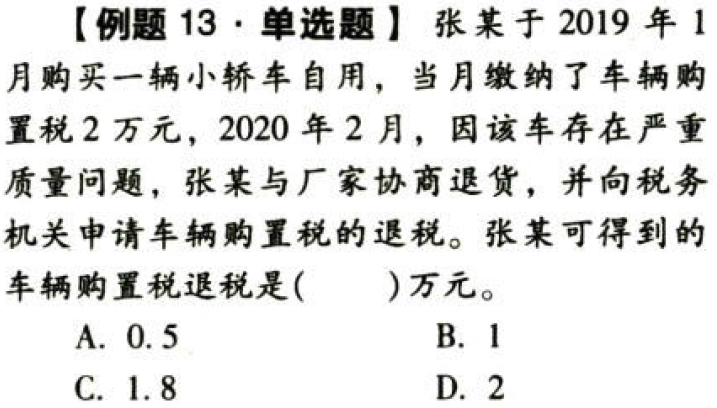 【例题 13·单选题】 张某于 2019 年 1
月购买一辆小轿车自用，当月缴纳了车辆购
置税 2 万元，2020 年 2 月，因该车存在严重
质量问题，张某与厂家协商退货，并向税务
机关申请车辆购置税的退税。张某可得到的
车辆购置税退税是(　　)万元。
A. 0.5　　B. 1
C. 1.8　　D. 2